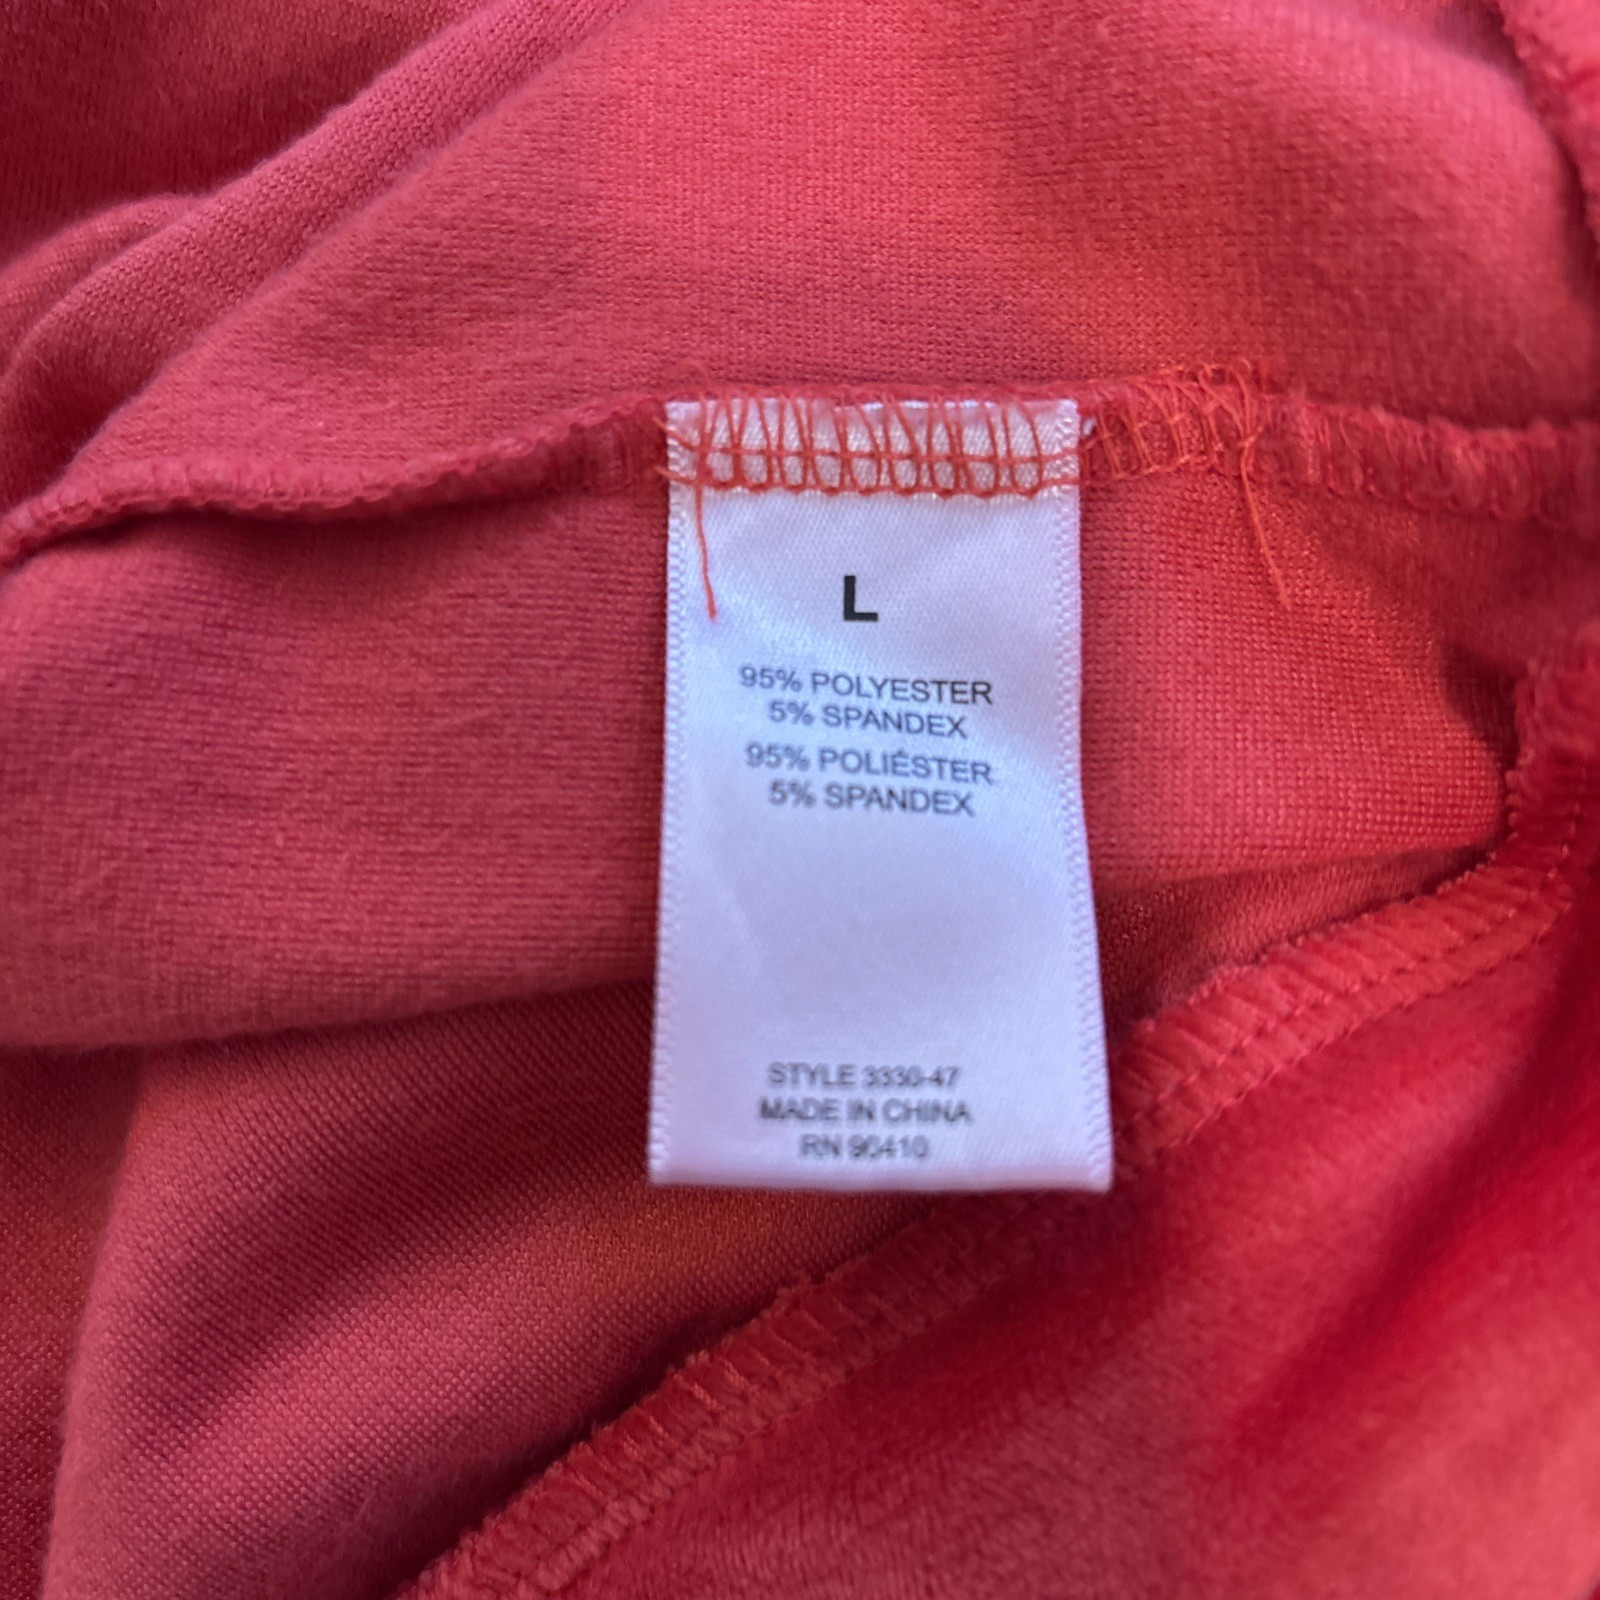 L
95% POLYESTER
5% SPANDEX
95% POLIÉSTER
5% SPANDEX
STYLE 3330-47
MADE IN CHINA
RN 90410